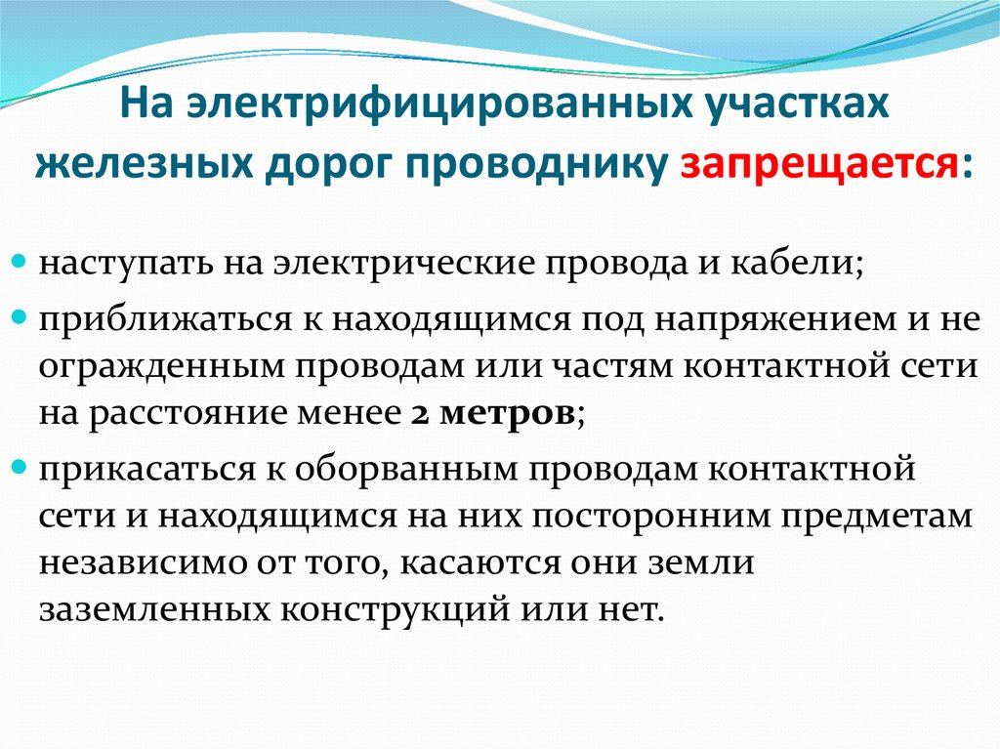 На электрифицированных участках
железных дорог проводнику запрещается:
• наступать на электрические провода и кабели;
• приближаться к находящимся под напряжением и не
огражденным проводам или частям контактной сети
на расстояние менее 2 метров;
• прикасаться к оборванным проводам контактной
сети и находящимся на них посторонним предметам
независимо от того, касаются они земли
заземленных конструкций или нет.